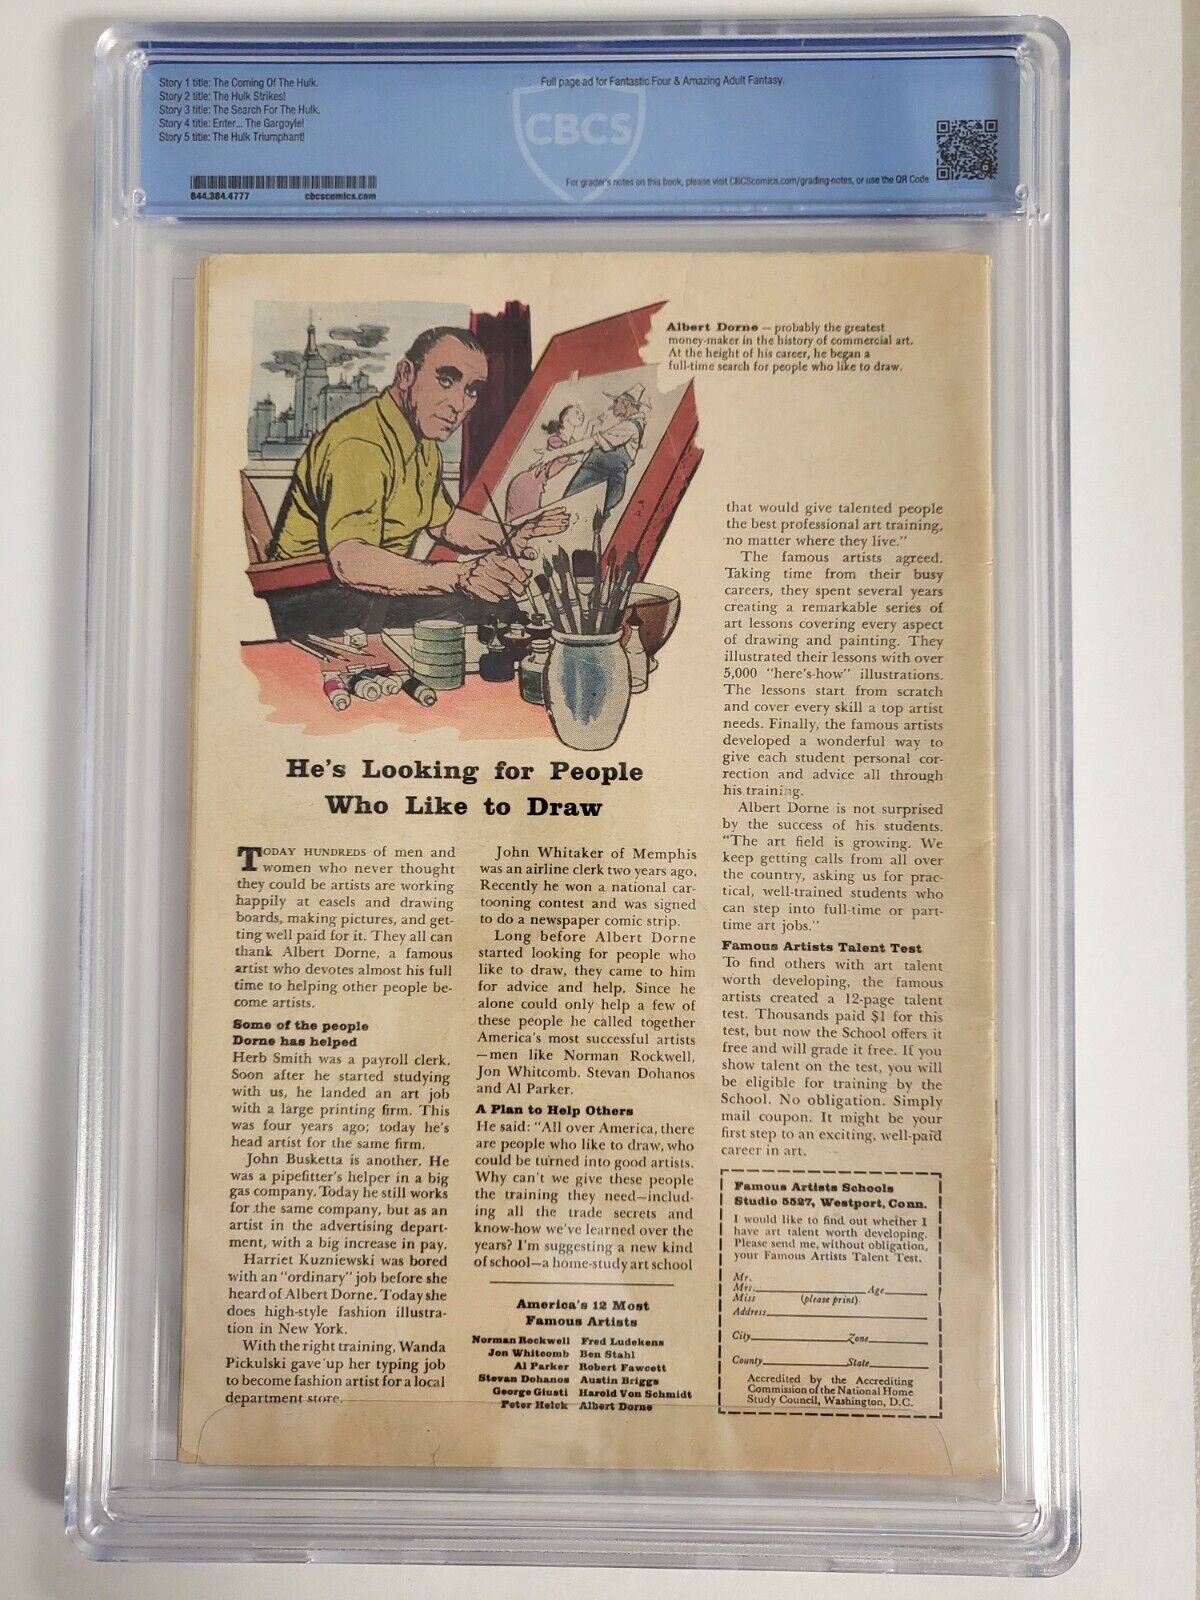 Story 1 title: The Coming Of The Hulk.
Story 2 title: The Hulk Strikes!
Story 3 title: The Search For The Hulk.
Story 4 title: Enter... The Gargoyle!
Story 5 title: The Hulk Triumphant!
Full page ad for Fantastic Four & Amazing Adult Fantasy.
CBCS
844.384.4777
cbcscomics.com
For grader's notes on this book, please visit CBCScomics.com/grading-notes, or use the QR Code.
Albert Dorne — probably the greatest
money-maker in the history of commercial art.
At the height of his career, he began a
full-time search for people who like to draw.
He's Looking for People
Who Like to Draw
TODAY HUNDREDS of men and
women who never thought
they could be artists are working
happily at easels and drawing
boards, making pictures, and get-
ting well paid for it. They all can
thank Albert Dorne, a famous
artist who devotes almost his full
time to helping other people be-
come artists.
Some of the people
Dorne has helped
Herb Smith was a payroll clerk.
Soon after he started studying
with us, he landed an art job
with a large printing firm. This
was four years ago; today he's
head artist for the same firm.
John Busketta is another. He
was a pipefitter's helper in a big
gas company. Today he still works
for the same company, but as an
artist in the advertising depart-
ment, with a big increase in pay.
Harriet Kuzniewski was bored
with an "ordinary" job before she
heard of Albert Dorne. Today she
does high-style fashion illustra-
tion in New York.
With the right training, Wanda
Pickulski gave up her typing job
to become fashion artist for a local
department store.
John Whitaker of Memphis
was an airline clerk two years ago.
Recently he won a national car-
tooning contest and was signed
to do a newspaper comic strip.
Long before Albert Dorne
started looking for people who
like to draw, they came to him
for advice and help. Since he
alone could only help a few of
these people he called together
America's most successful artists
—men like Norman Rockwell,
Jon Whitcomb, Stevan Dohanos
and Al Parker.
A Plan to Help Others
He said: "All over America, there
are people who like to draw, who
could be turned into good artists.
Why can't we give these people
the training they need—includ-
ing all the trade secrets and
know-how we've learned over the
years? I'm suggesting a new kind
of school—a home-study art school
America's 12 Most
Famous Artists
Norman Rockwell Fred Ludekens
Jon Whitcomb Ben Stahl
Al Parker Robert Fawcett
Stevan Dohanos Austin Briggs
George Giusti Harold Von Schmidt
Peter Helck Albert Dorne
that would give talented people
the best professional art training,
no matter where they live."
The famous artists agreed.
Taking time from their busy
careers, they spent several years
creating a remarkable series of
art lessons covering every aspect
of drawing and painting. They
illustrated their lessons with over
5,000 "here's-how" illustrations.
The lessons start from scratch
and cover every skill a top artist
needs. Finally, the famous artists
developed a wonderful way to
give each student personal cor-
rection and advice all through
his training.
Albert Dorne is not surprised
by the success of his students.
"The art field is growing. We
keep getting calls from all over
the country, asking us for prac-
tical, well-trained students who
can step into full-time or part-
time art jobs."
Famous Artists Talent Test
To find others with art talent
worth developing, the famous
artists created a 12-page talent
test. Thousands paid $1 for this
test, but now the School offers it
free and will grade it free. If you
show talent on the test, you will
be eligible for training by the
School. No obligation. Simply
mail coupon. It might be your
first step to an exciting, well-paid
career in art.
Famous Artists Schools
Studio 5527, Westport, Conn.
I would like to find out whether I
have art talent worth developing.
Please send me, without obligation,
your Famous Artists Talent Test.
Mr.
Mrs. Age
Miss (please print)
Address
City Zone
County State
Accredited by the Accrediting
Commission of the National Home
Study Council, Washington, D.C.